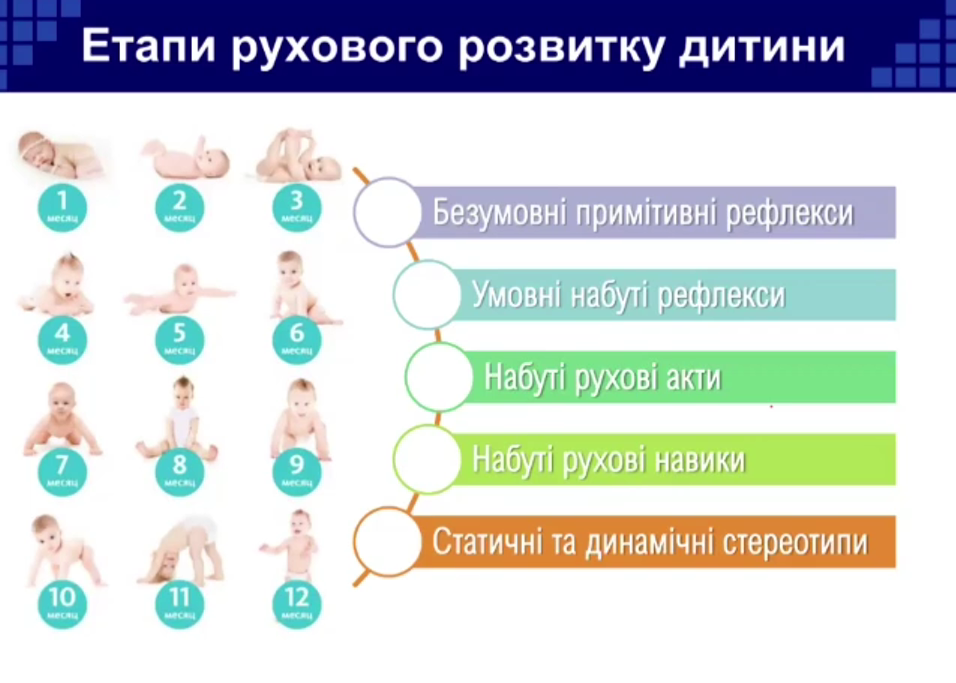 Етапи рухового розвитку дитини
1
месяц
2
месяц
3
месяц
4
месяц
5
месяц
6
месяц
7
месяц
8
месяц
9
месяц
10
месяц
11
месяц
12
месяц
Безумовні примітивні рефлекси
Умовні набуті рефлекси
Набуті рухові акти
Набуті рухові навики
Статичні та динамічні стереотипи